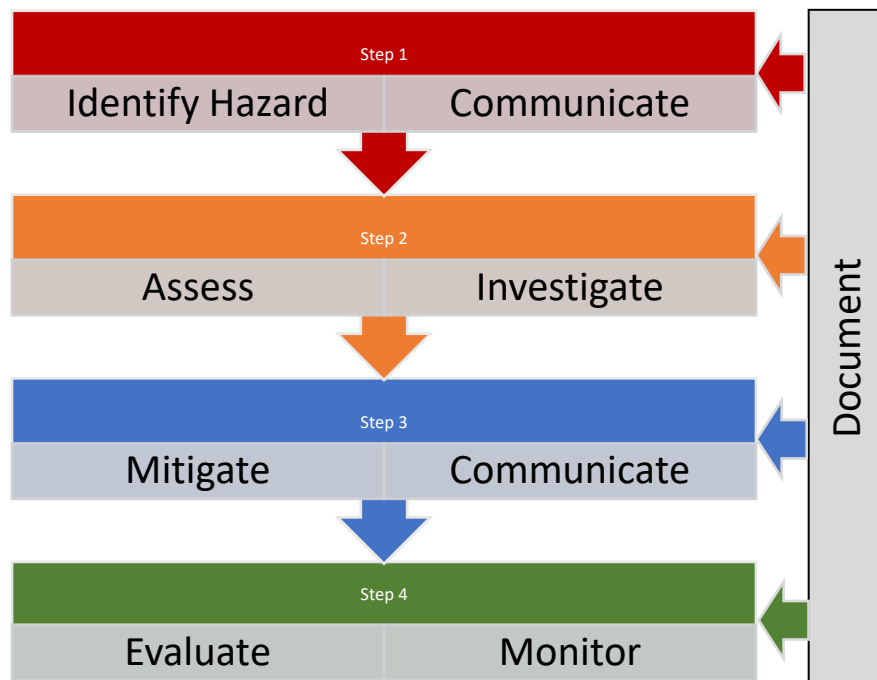 Step 1
Identify Hazard
Communicate
Step 2
Assess
Investigate
Step 3
Mitigate
Communicate
Step 4
Evaluate
Monitor
Document